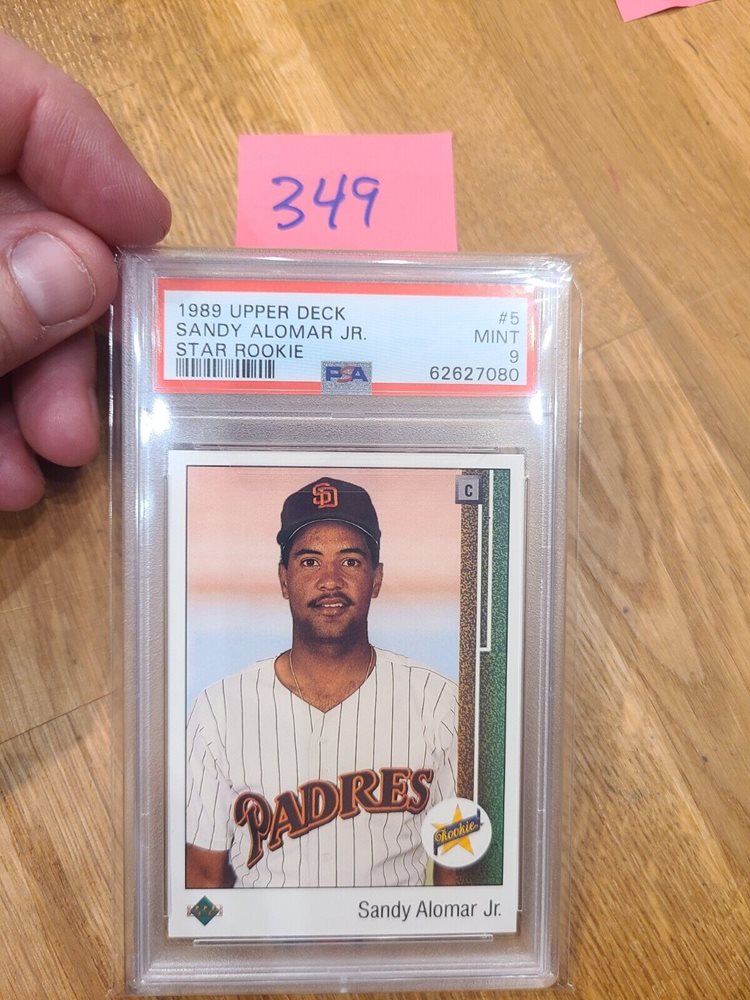 349
1989 UPPER DECK #5
SANDY ALOMAR JR. MINT
STAR ROOKIE 9
PSA 62627080
SD
C
PADRES
Rookie
Sandy Alomar Jr.